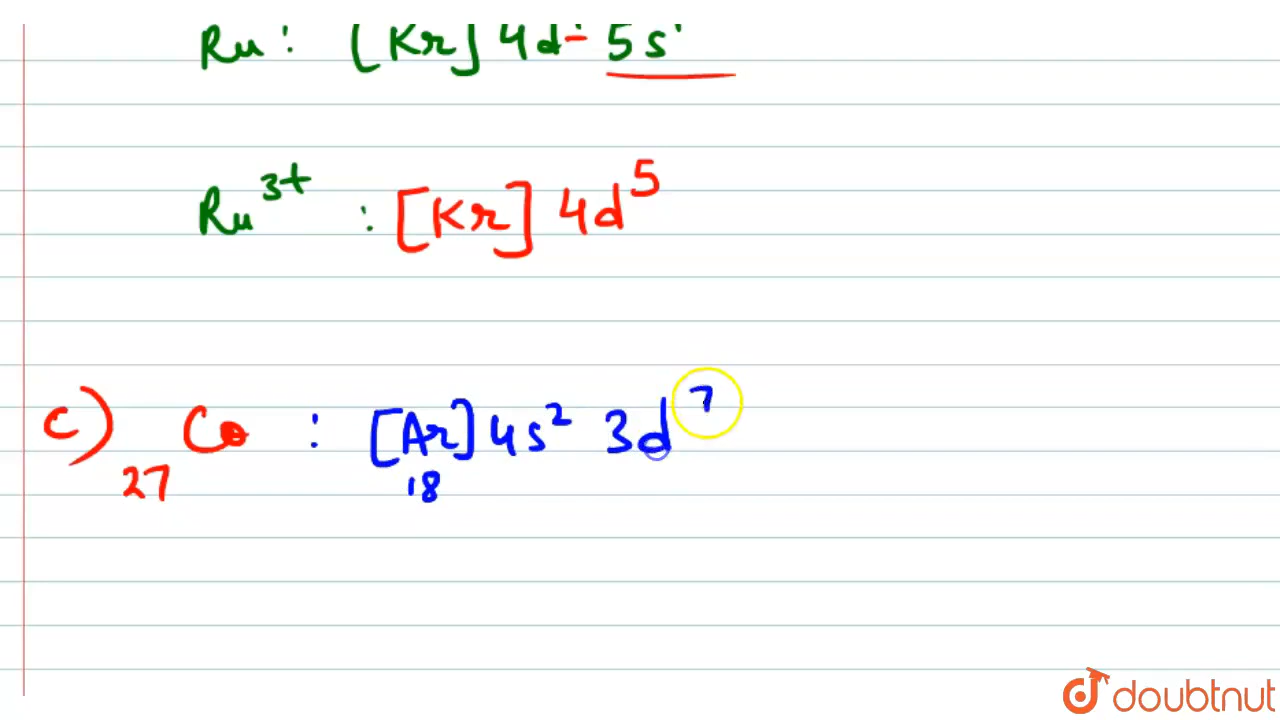 Ru : [Kr] 4d 5s
Ru³⁺ : [Kr] 4d⁵
c) ₂₇Co : [Ar] 4s² 3d⁷
18
doubtnut